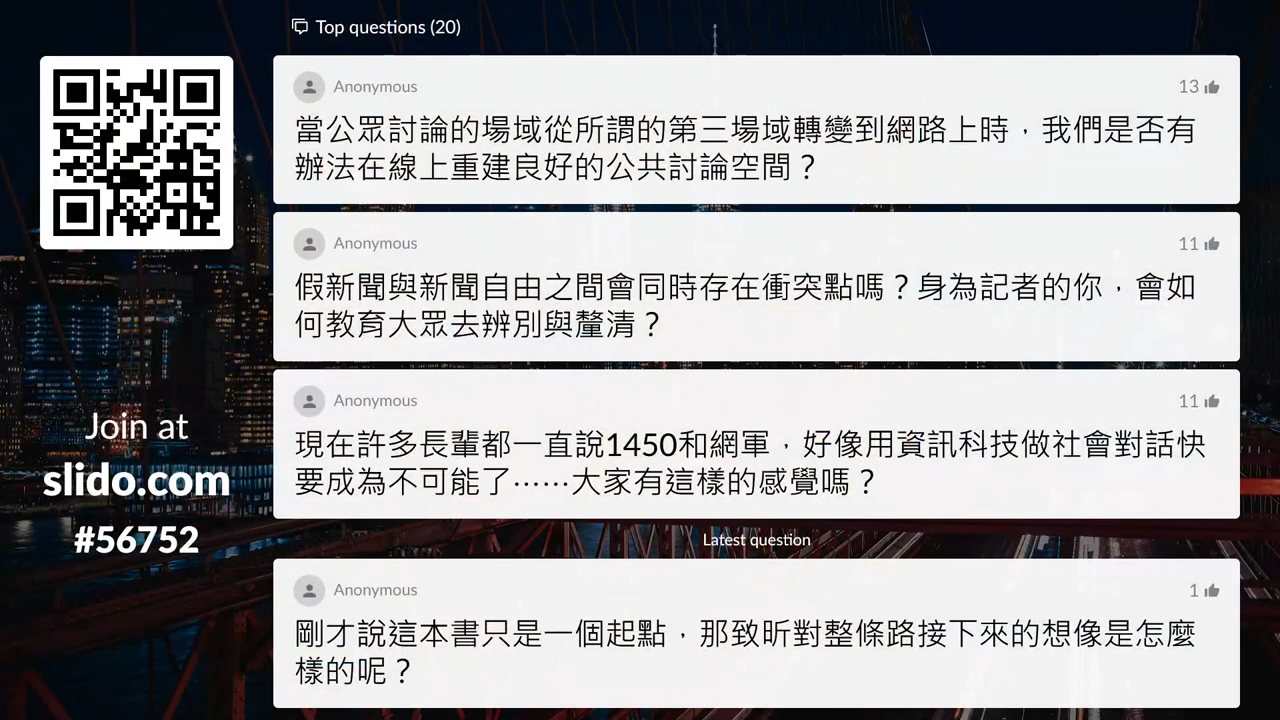 Top questions (20)
Anonymous
13
當公眾討論的場域從所謂的第三場域轉變到網路上時，我們是否有
辦法在線上重建良好的公共討論空間？
Anonymous
11
假新聞與新聞自由之間會同時存在衝突點嗎？身為記者的你，會如
何教育大眾去辨別與釐清？
Anonymous
11
現在許多長輩都一直說1450和網軍，好像用資訊科技做社會對話快
要成為不可能了⋯⋯大家有這樣的感覺嗎？
Latest question
Anonymous
1
剛才說這本書只是一個起點，那致昕對整條路接下來的想像是怎麼
樣的呢？
Join at
slido.com
#56752